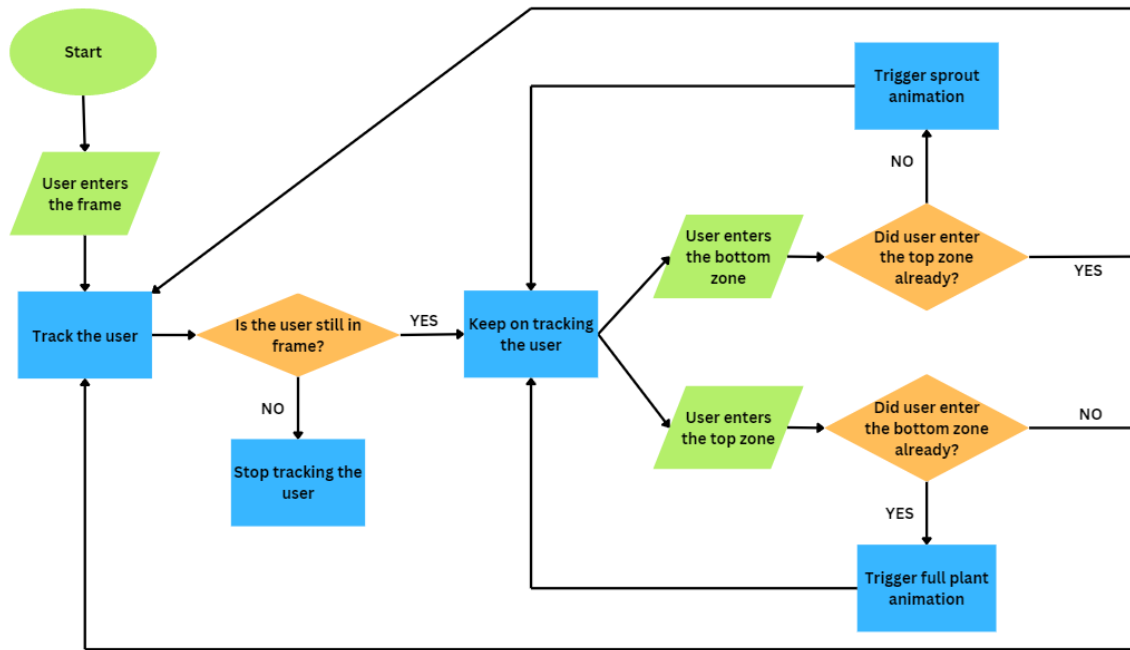 Start
User enters
the frame
Track the user
Is the user still in
frame?
YES
NO
Stop tracking the
user
Keep on tracking
the user
User enters
the bottom
zone
Did user enter
the top zone
already?
NO
Trigger sprout
animation
YES
User enters
the top zone
Did user enter
the bottom zone
already?
NO
YES
Trigger full plant
animation